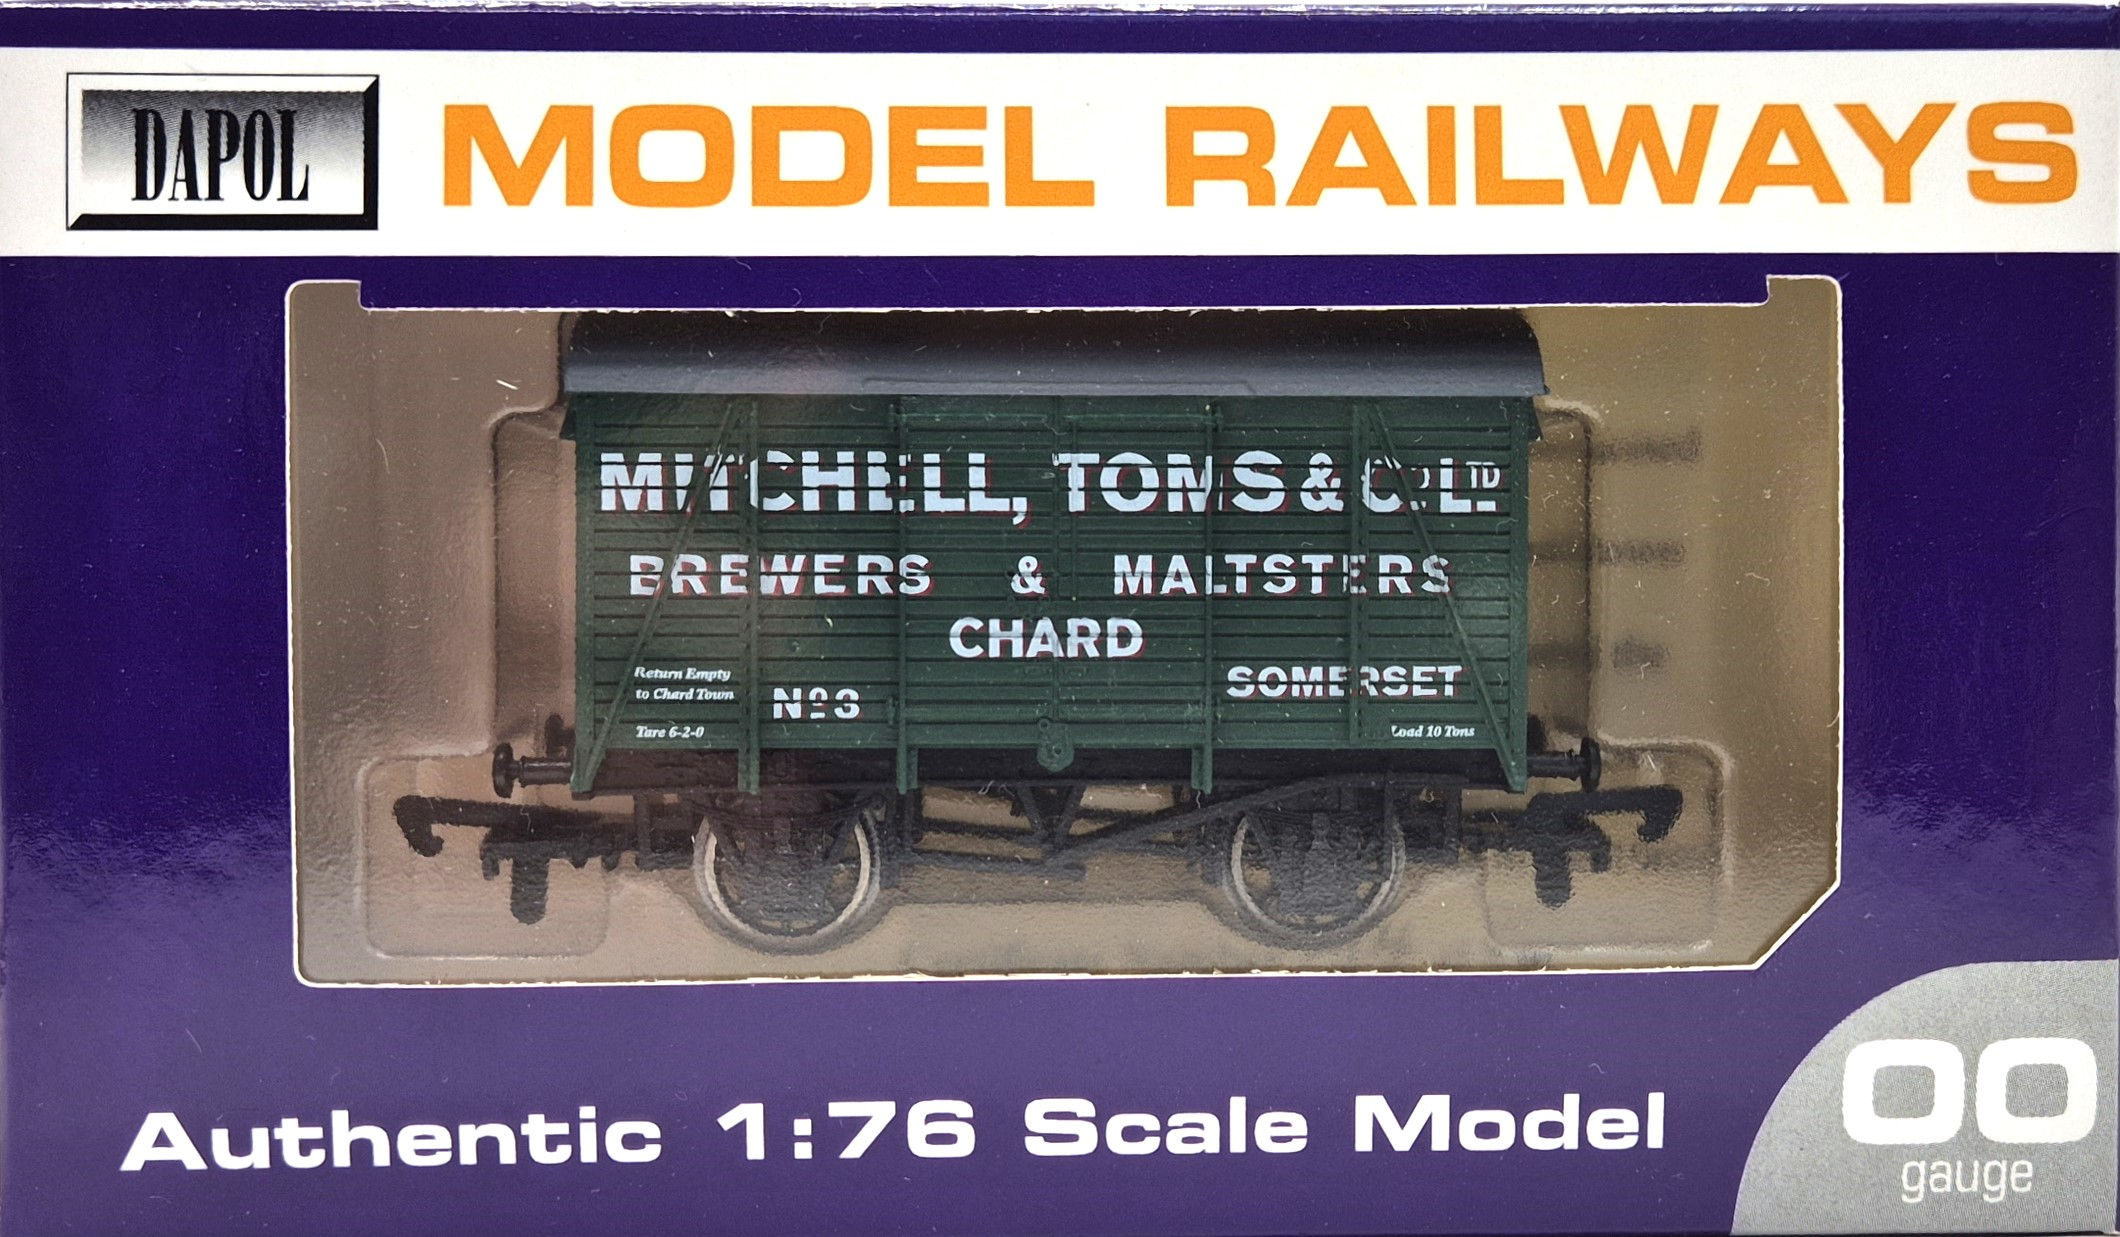 DAPOL
MODEL RAILWAYS
MITCHELL, TOMS & Co LTD
BREWERS & MALTSTERS
CHARD
SOMERSET
Return Empty
to Chard Town
No 3
Tare 6-2-0
Load 10 Tons
Authentic 1:76 Scale Model
OO
gauge